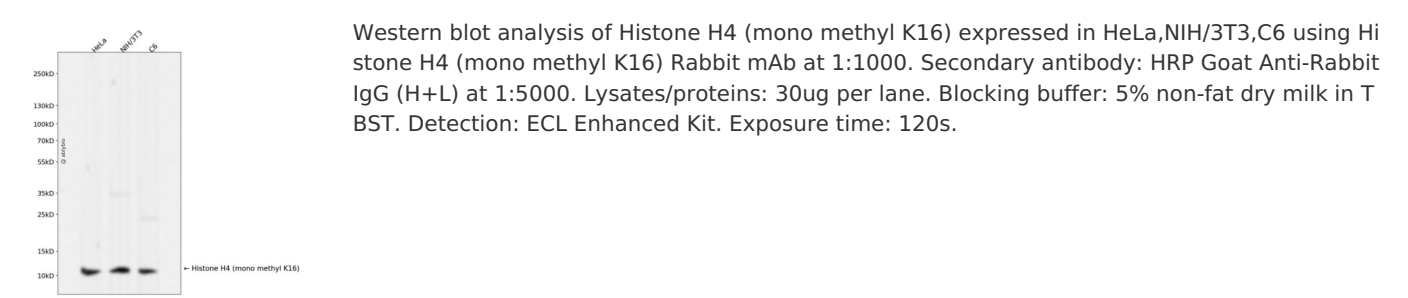 HeLa NIH/3T3 C6
250kD
130kD
100kD
70kD
55kD
35kD
25kD
15kD
10kD
@ ablybio
← Histone H4 (mono methyl K16)
Western blot analysis of Histone H4 (mono methyl K16) expressed in HeLa,NIH/3T3,C6 using Hi
stone H4 (mono methyl K16) Rabbit mAb at 1:1000. Secondary antibody: HRP Goat Anti-Rabbit
IgG (H+L) at 1:5000. Lysates/proteins: 30ug per lane. Blocking buffer: 5% non-fat dry milk in T
BST. Detection: ECL Enhanced Kit. Exposure time: 120s.